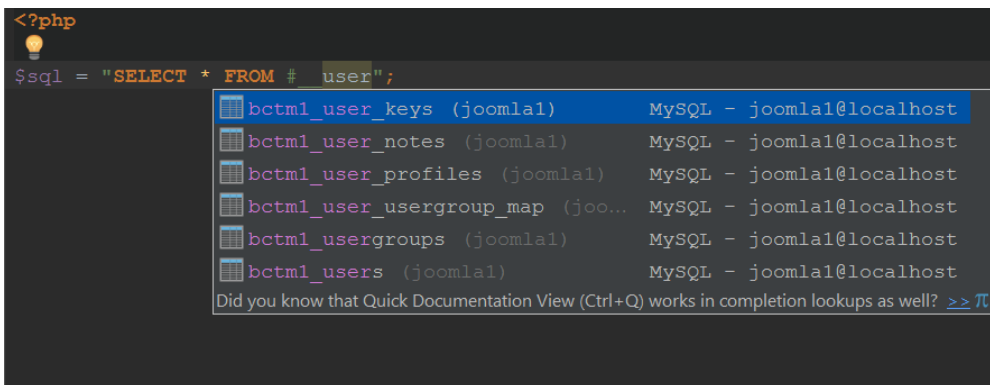 <?php
$sql = "SELECT * FROM #__user";
bctm1_user_keys (joomla1) MySQL - joomla1@localhost
bctm1_user_notes (joomla1) MySQL - joomla1@localhost
bctm1_user_profiles (joomla1) MySQL - joomla1@localhost
bctm1_user_usergroup_map (joo... MySQL - joomla1@localhost
bctm1_usergroups (joomla1) MySQL - joomla1@localhost
bctm1_users (joomla1) MySQL - joomla1@localhost
Did you know that Quick Documentation View (Ctrl+Q) works in completion lookups as well? >> π